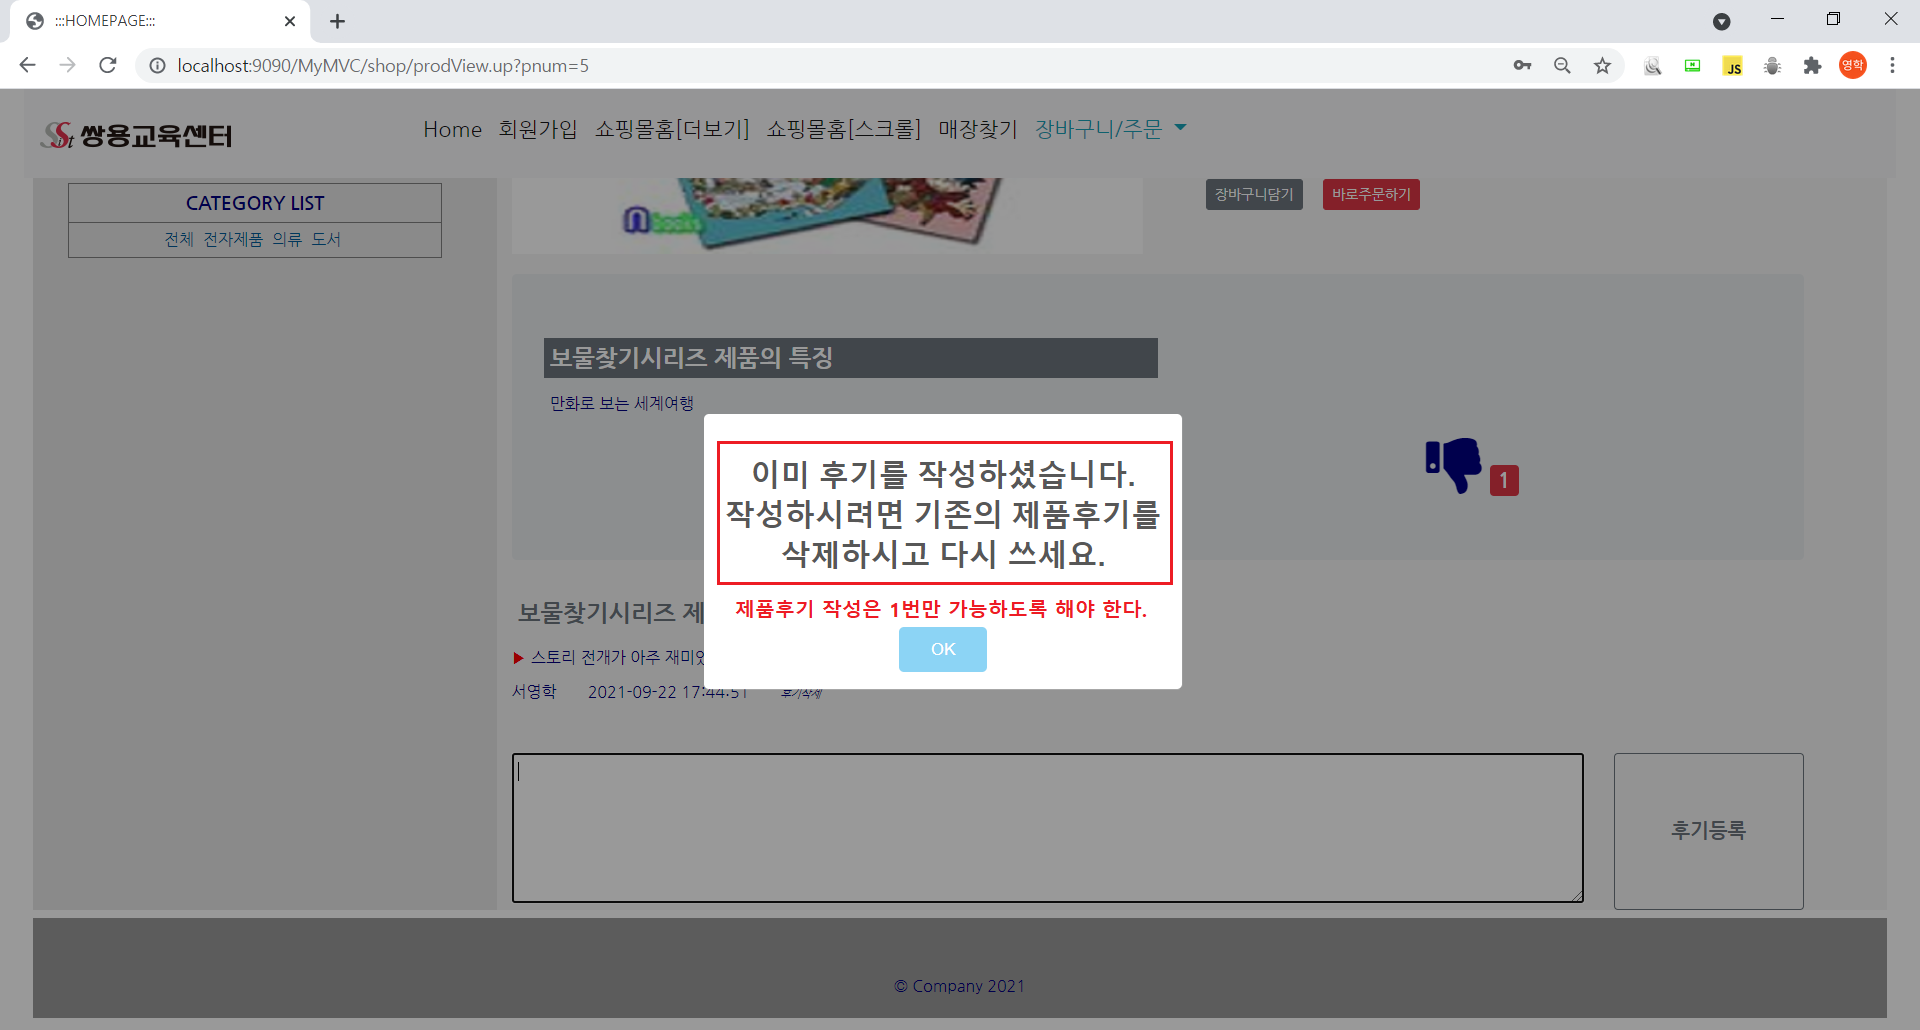 :::HOMEPAGE:::
localhost:9090/MyMVC/shop/prodView.up?pnum=5
JS
영학
SSt 쌍용교육센터
Home 회원가입 쇼핑몰홈[더보기] 쇼핑몰홈[스크롤] 매장찾기 장바구니/주문
CATEGORY LIST
전체 전자제품 의류 도서
장바구니담기 바로주문하기
보물찾기시리즈 제품의 특징
만화로 보는 세계여행
1
이미 후기를 작성하셨습니다.
작성하시려면 기존의 제품후기를
삭제하시고 다시 쓰세요.
제품후기 작성은 1번만 가능하도록 해야 한다.
OK
보물찾기시리즈 제
▶ 스토리 전개가 아주 재미있
서영학 2021-09-22 17:44:51 후기삭제
후기등록
© Company 2021